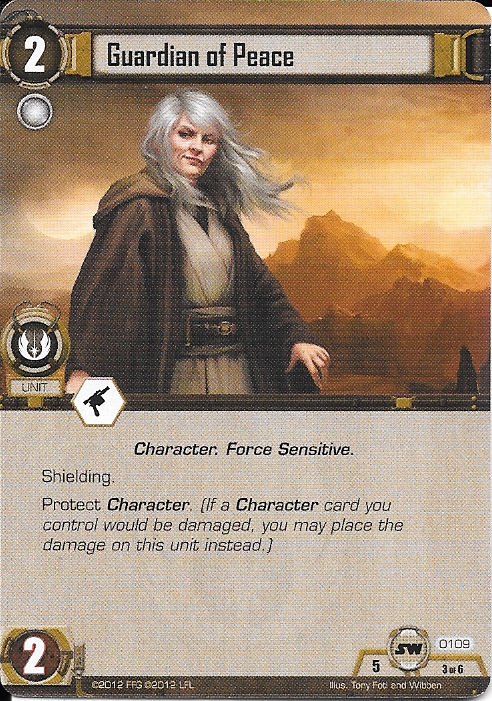 2
Guardian of Peace
UNIT
Character. Force Sensitive.
Shielding.
Protect Character. (If a Character card you
control would be damaged, you may place the
damage on this unit instead.)
2
SW
0109
5
3 OF 6
©2012 FFG ©2012 LFL
Illus. Tony Foti and Wibben